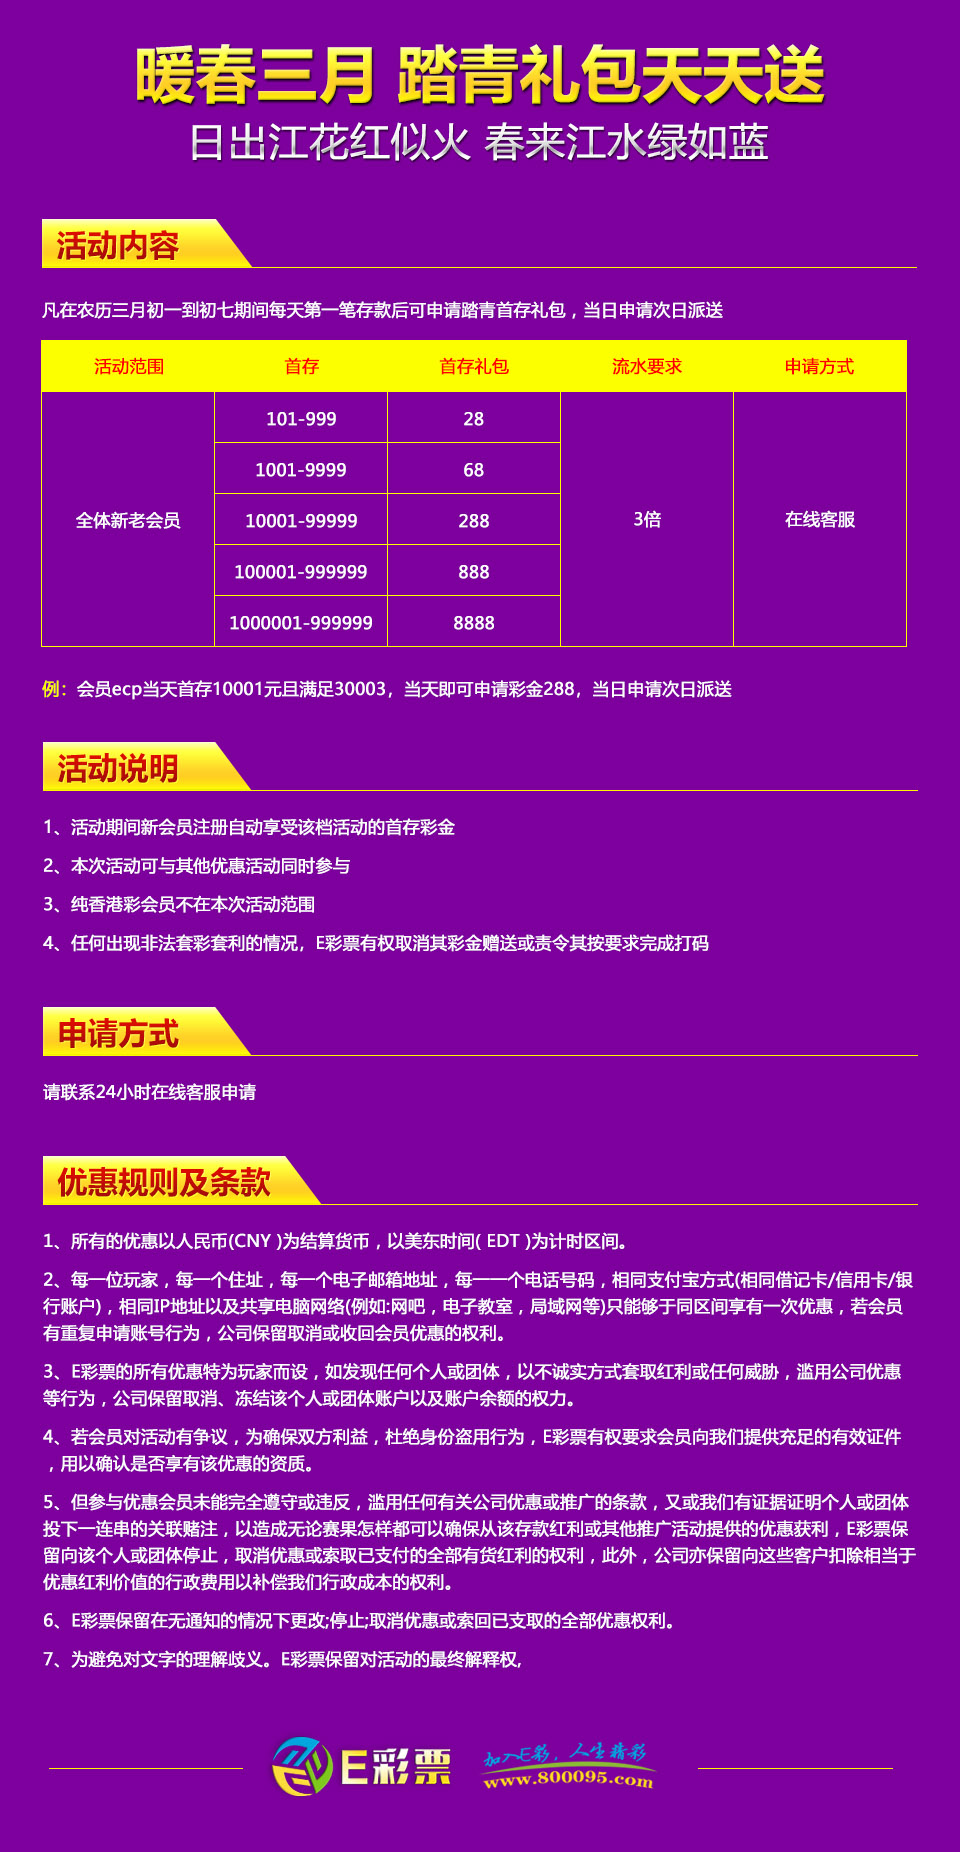 暖春三月 踏青礼包天天送
日出江花红似火 春来江水绿如蓝
活动内容
凡在农历三月初一到初七期间每天第一笔存款后可申请踏青首存礼包，当日申请次日派送
活动范围 首存 首存礼包 流水要求 申请方式
101-999 28
1001-9999 68
全体新老会员 10001-99999 288 3倍 在线客服
100001-999999 888
1000001-999999 8888
例：会员ecp当天首存10001元且满足30003，当天即可申请彩金288，当日申请次日派送
活动说明
1、活动期间新会员注册自动享受该档活动的首存彩金
2、本次活动可与其他优惠活动同时参与
3、纯香港彩会员不在本次活动范围
4、任何出现非法套彩套利的情况，E彩票有权取消其彩金赠送或责令其按要求完成打码
申请方式
请联系24小时在线客服申请
优惠规则及条款
1、所有的优惠以人民币(CNY )为结算货币，以美东时间( EDT )为计时区间。
2、每一位玩家，每一个住址，每一个电子邮箱地址，每一一个电话号码，相同支付宝方式(相同借记卡/信用卡/银
行账户)，相同IP地址以及共享电脑网络(例如:网吧，电子教室，局域网等)只能够于同区间享有一次优惠，若会员
有重复申请账号行为，公司保留取消或收回会员优惠的权利。
3、E彩票的所有优惠特为玩家而设，如发现任何个人或团体，以不诚实方式套取红利或任何威胁，滥用公司优惠
等行为，公司保留取消、冻结该个人或团体账户以及账户余额的权力。
4、若会员对活动有争议，为确保双方利益，杜绝身份盗用行为，E彩票有权要求会员向我们提供充足的有效证件
，用以确认是否享有该优惠的资质。
5、但参与优惠会员未能完全遵守或违反，滥用任何有关公司优惠或推广的条款，又或我们有证据证明个人或团体
投下一连串的关联赌注，以造成无论赛果怎样都可以确保从该存款红利或其他推广活动提供的优惠获利，E彩票保
留向该个人或团体停止，取消优惠或索取已支付的全部有货红利的权利，此外，公司亦保留向这些客户扣除相当于
优惠红利价值的行政费用以补偿我们行政成本的权利。
6、E彩票保留在无通知的情况下更改;停止;取消优惠或索回已支取的全部优惠权利。
7、为避免对文字的理解歧义。E彩票保留对活动的最终解释权,
E彩票 加入E彩，人生精彩
www.800095.com